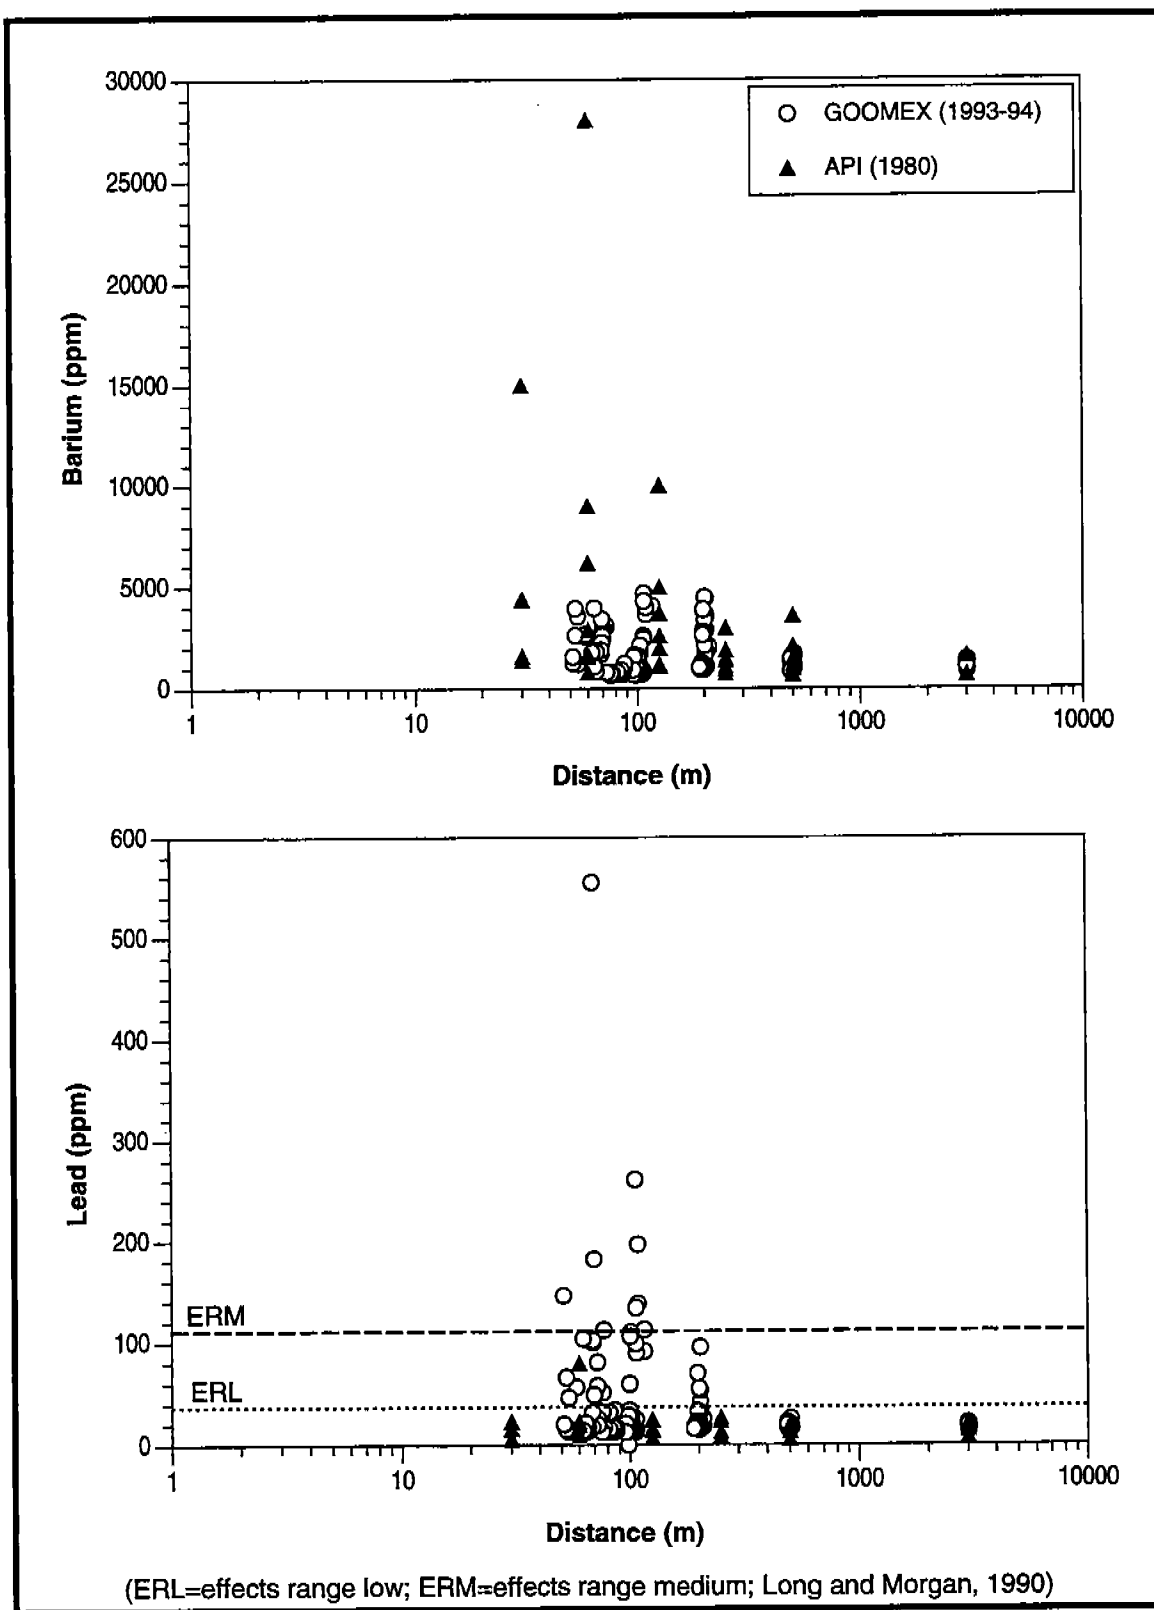 30000
25000
20000
15000
10000
5000
0
Barium (ppm)
GOOMEX (1993-94)
API (1980)
1 10 100 1000 10000
Distance (m)
600
500
400
300
200
100
0
Lead (ppm)
ERM
ERL
1 10 100 1000 10000
Distance (m)
(ERL=effects range low; ERM=effects range medium; Long and Morgan, 1990)